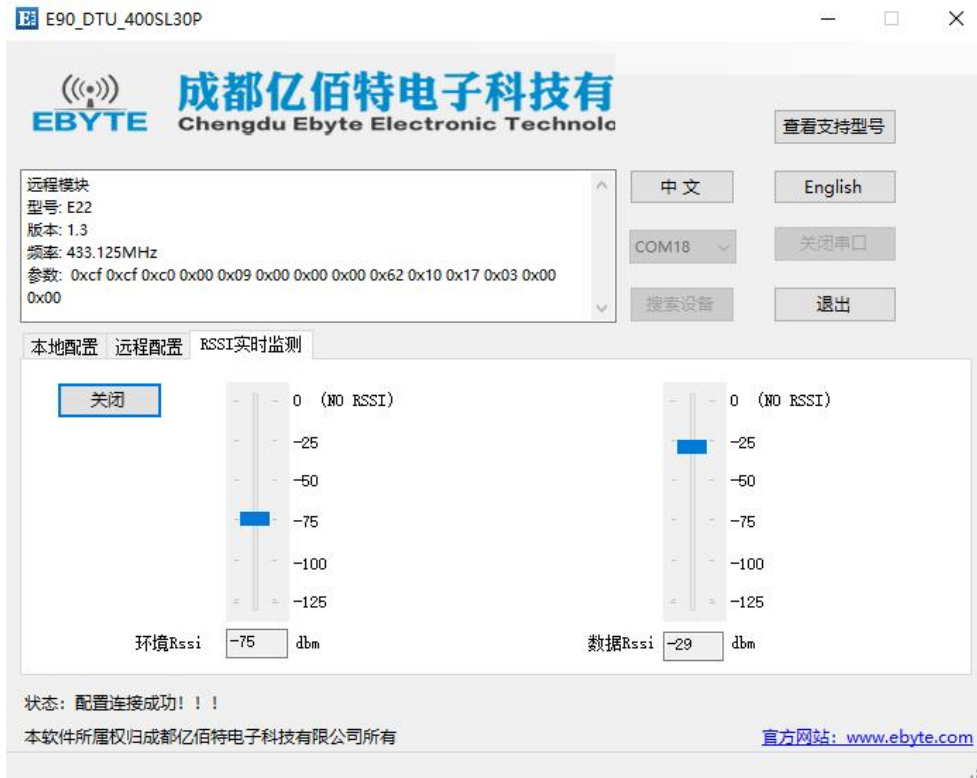 E90_DTU_400SL30P
EBYTE
成都亿佰特电子科技有
Chengdu Ebyte Electronic Technolo
查看支持型号
远程模块
型号: E22
版本: 1.3
频率: 433.125MHz
参数: 0xcf 0xcf 0xc0 0x00 0x09 0x00 0x00 0x00 0x62 0x10 0x17 0x03 0x00
0x00
中 文
English
COM18
关闭串口
搜索设备
退出
本地配置 远程配置 RSSI实时监测
关闭
0 (NO RSSI)
-25
-50
-75
-100
-125
环境Rssi -75 dbm
0 (NO RSSI)
-25
-50
-75
-100
-125
数据Rssi -29 dbm
状态: 配置连接成功! ! !
本软件所属权归成都亿佰特电子科技有限公司所有
官方网站: www.ebyte.com